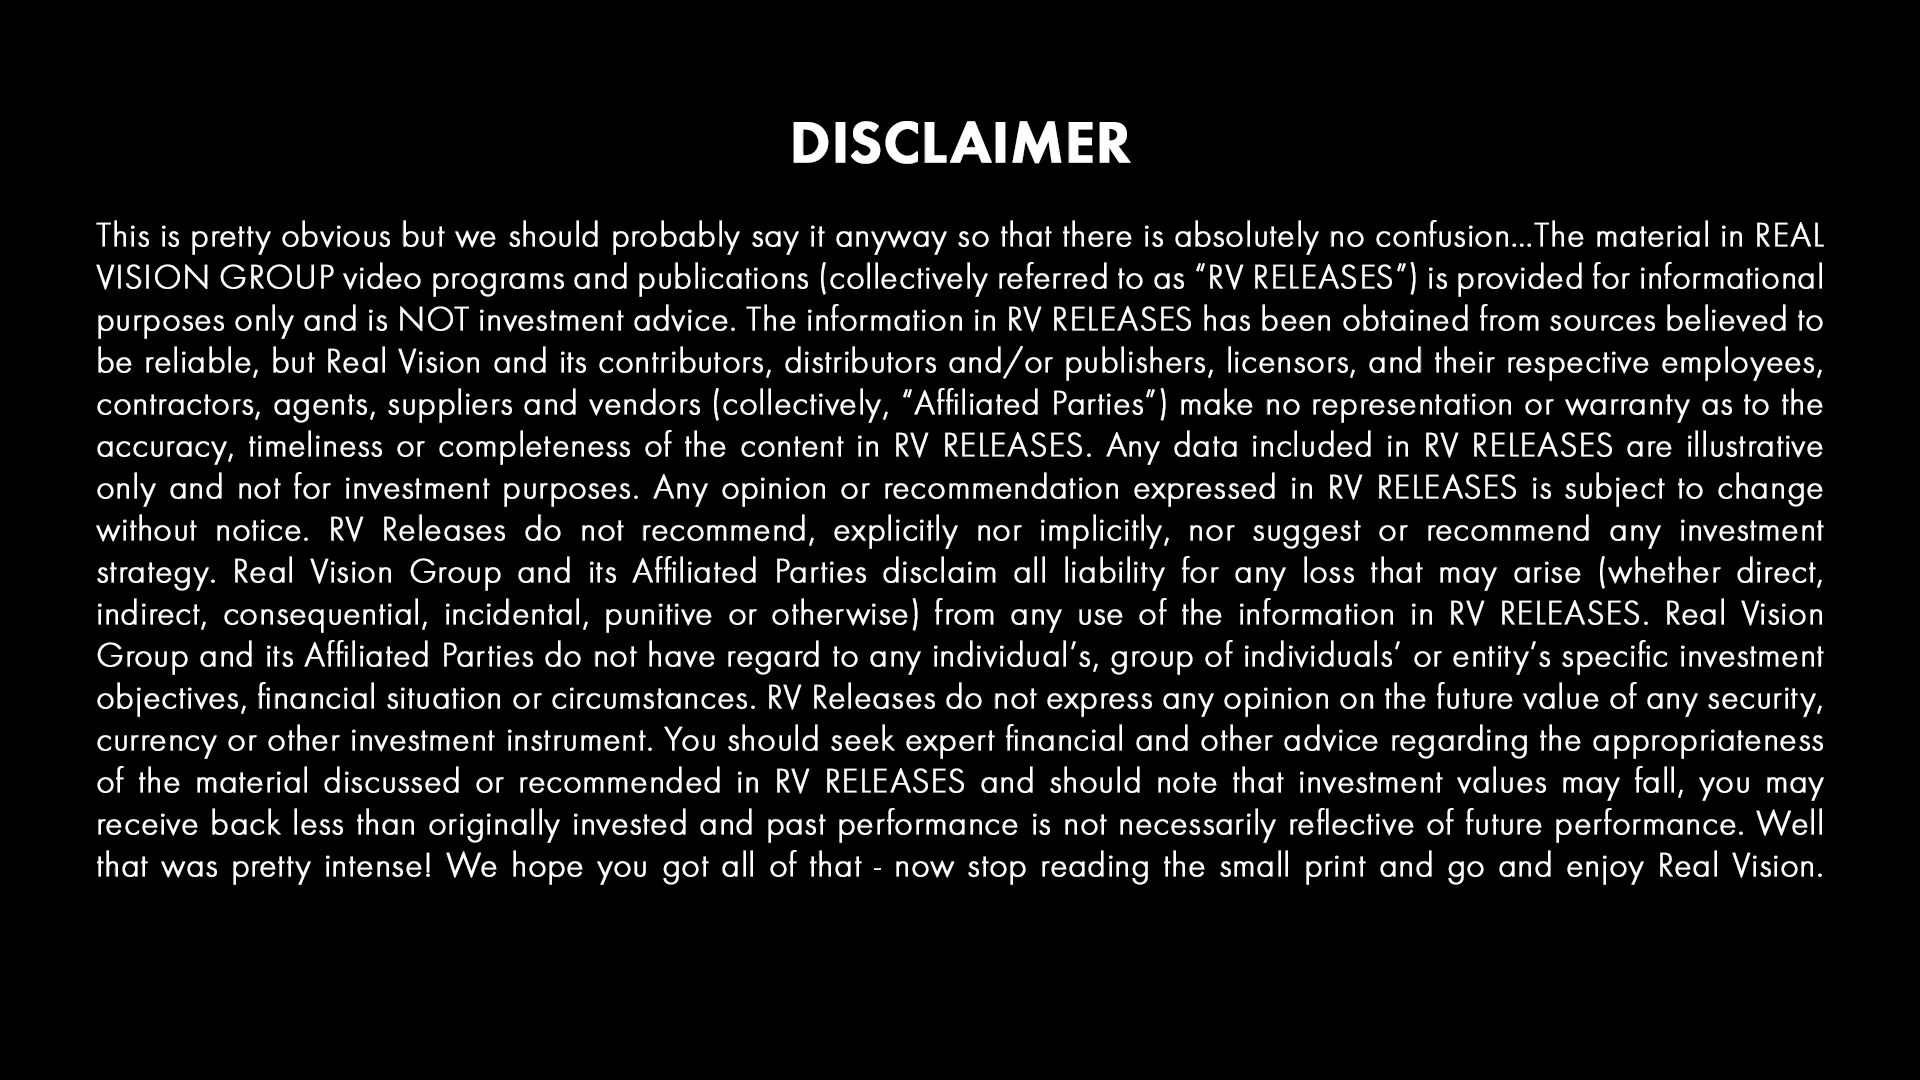 DISCLAIMER
This is pretty obvious but we should probably say it anyway so that there is absolutely no confusion...The material in REAL
VISION GROUP video programs and publications (collectively referred to as “RV RELEASES”) is provided for informational
purposes only and is NOT investment advice. The information in RV RELEASES has been obtained from sources believed to
be reliable, but Real Vision and its contributors, distributors and/or publishers, licensors, and their respective employees,
contractors, agents, suppliers and vendors (collectively, “Affiliated Parties”) make no representation or warranty as to the
accuracy, timeliness or completeness of the content in RV RELEASES. Any data included in RV RELEASES are illustrative
only and not for investment purposes. Any opinion or recommendation expressed in RV RELEASES is subject to change
without notice. RV Releases do not recommend, explicitly nor implicitly, nor suggest or recommend any investment
strategy. Real Vision Group and its Affiliated Parties disclaim all liability for any loss that may arise (whether direct,
indirect, consequential, incidental, punitive or otherwise) from any use of the information in RV RELEASES. Real Vision
Group and its Affiliated Parties do not have regard to any individual’s, group of individuals’ or entity’s specific investment
objectives, financial situation or circumstances. RV Releases do not express any opinion on the future value of any security,
currency or other investment instrument. You should seek expert financial and other advice regarding the appropriateness
of the material discussed or recommended in RV RELEASES and should note that investment values may fall, you may
receive back less than originally invested and past performance is not necessarily reflective of future performance. Well
that was pretty intense! We hope you got all of that - now stop reading the small print and go and enjoy Real Vision.